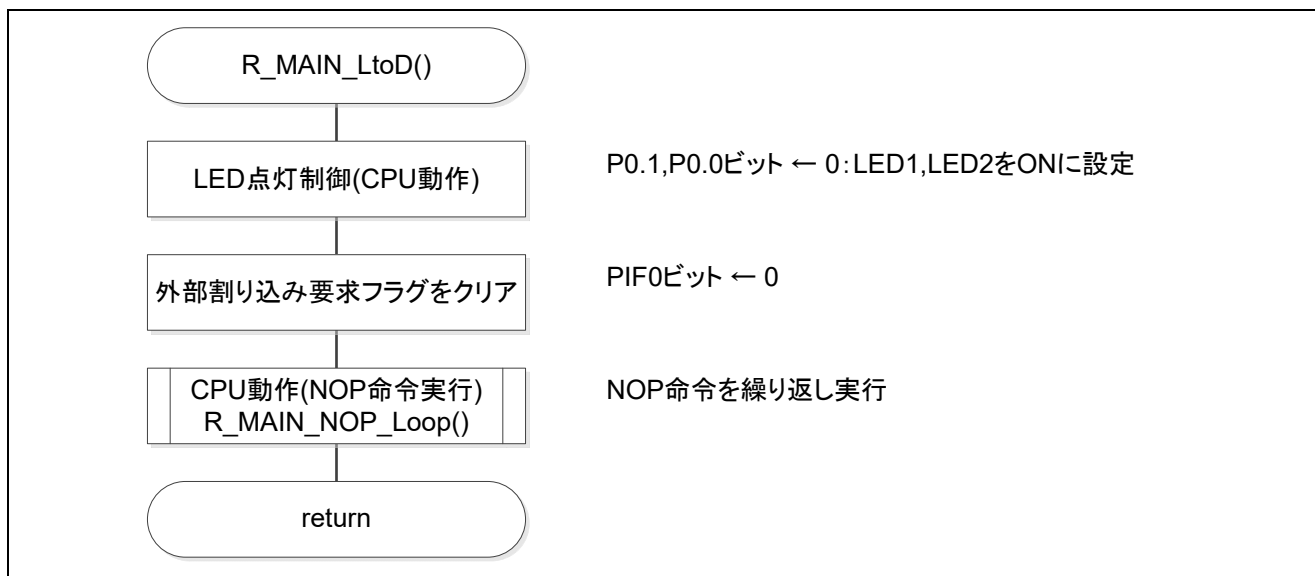 R_MAIN_LtoD()
LED点灯制御(CPU動作)
P0.1,P0.0ビット ← 0:LED1,LED2をONに設定
外部割り込み要求フラグをクリア
PIF0ビット ← 0
CPU動作(NOP命令実行)
R_MAIN_NOP_Loop()
NOP命令を繰り返し実行
return